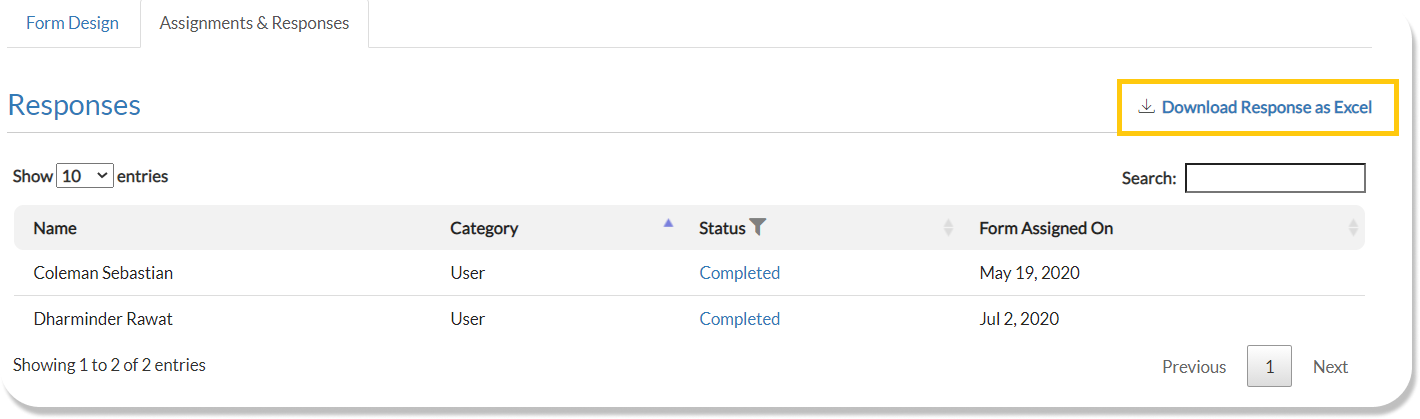 Form Design Assignments & Responses
Responses Download Response as Excel
Show 10 entries Search:
Name Category Status Form Assigned On
Coleman Sebastian User Completed May 19, 2020
Dharminder Rawat User Completed Jul 2, 2020
Showing 1 to 2 of 2 entries Previous 1 Next